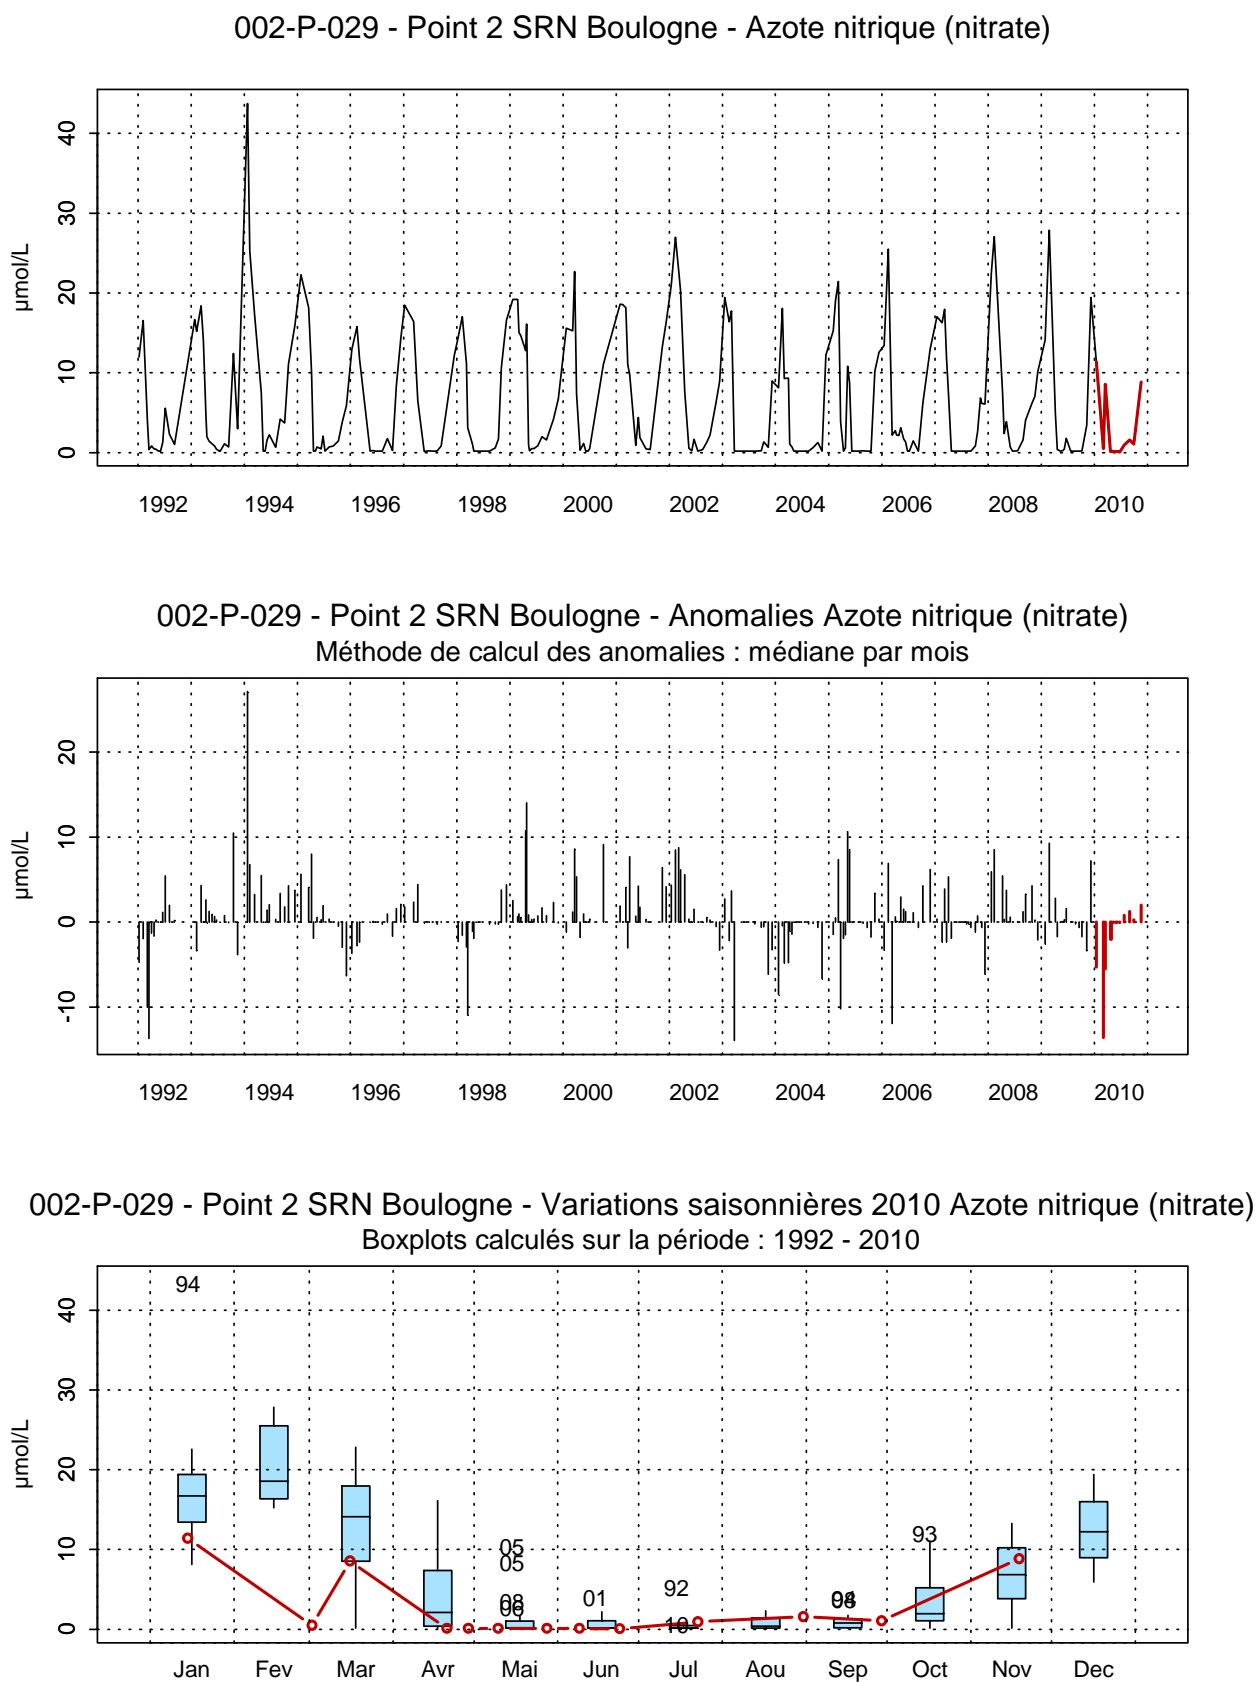 002-P-029 - Point 2 SRN Boulogne - Azote nitrique (nitrate)
40
30
20
10
0
µmol/L
1992 1994 1996 1998 2000 2002 2004 2006 2008 2010
002-P-029 - Point 2 SRN Boulogne - Anomalies Azote nitrique (nitrate)
Méthode de calcul des anomalies : médiane par mois
20
10
0
-10
µmol/L
1992 1994 1996 1998 2000 2002 2004 2006 2008 2010
002-P-029 - Point 2 SRN Boulogne - Variations saisonnières 2010 Azote nitrique (nitrate)
Boxplots calculés sur la période : 1992 - 2010
40
30
20
10
0
µmol/L
94
05
05
08
01
92
10
93
Jan Fev Mar Avr Mai Jun Jul Aou Sep Oct Nov Dec